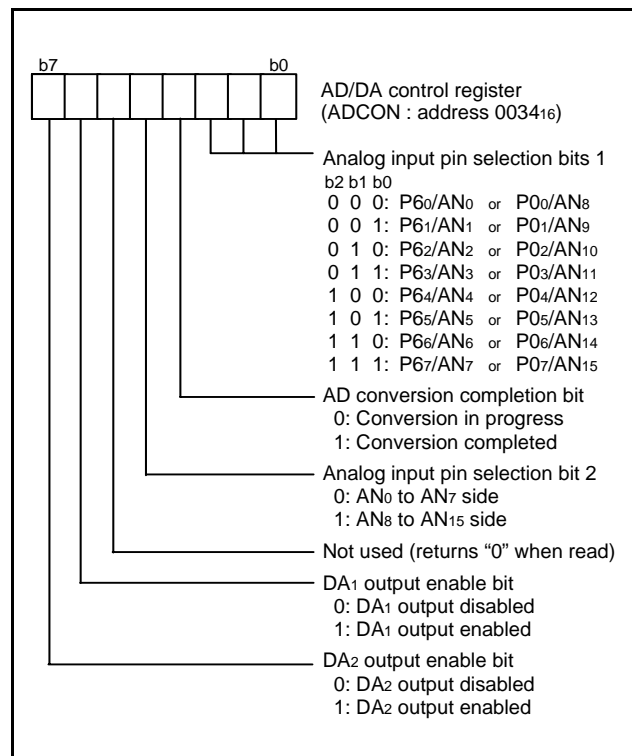 b7 b0
AD/DA control register
(ADCON : address 003416)
Analog input pin selection bits 1
b2 b1 b0
0 0 0: P60/AN0 or P00/AN8
0 0 1: P61/AN1 or P01/AN9
0 1 0: P62/AN2 or P02/AN10
0 1 1: P63/AN3 or P03/AN11
1 0 0: P64/AN4 or P04/AN12
1 0 1: P65/AN5 or P05/AN13
1 1 0: P66/AN6 or P06/AN14
1 1 1: P67/AN7 or P07/AN15
AD conversion completion bit
0: Conversion in progress
1: Conversion completed
Analog input pin selection bit 2
0: AN0 to AN7 side
1: AN8 to AN15 side
Not used (returns “0” when read)
DA1 output enable bit
0: DA1 output disabled
1: DA1 output enabled
DA2 output enable bit
0: DA2 output disabled
1: DA2 output enabled